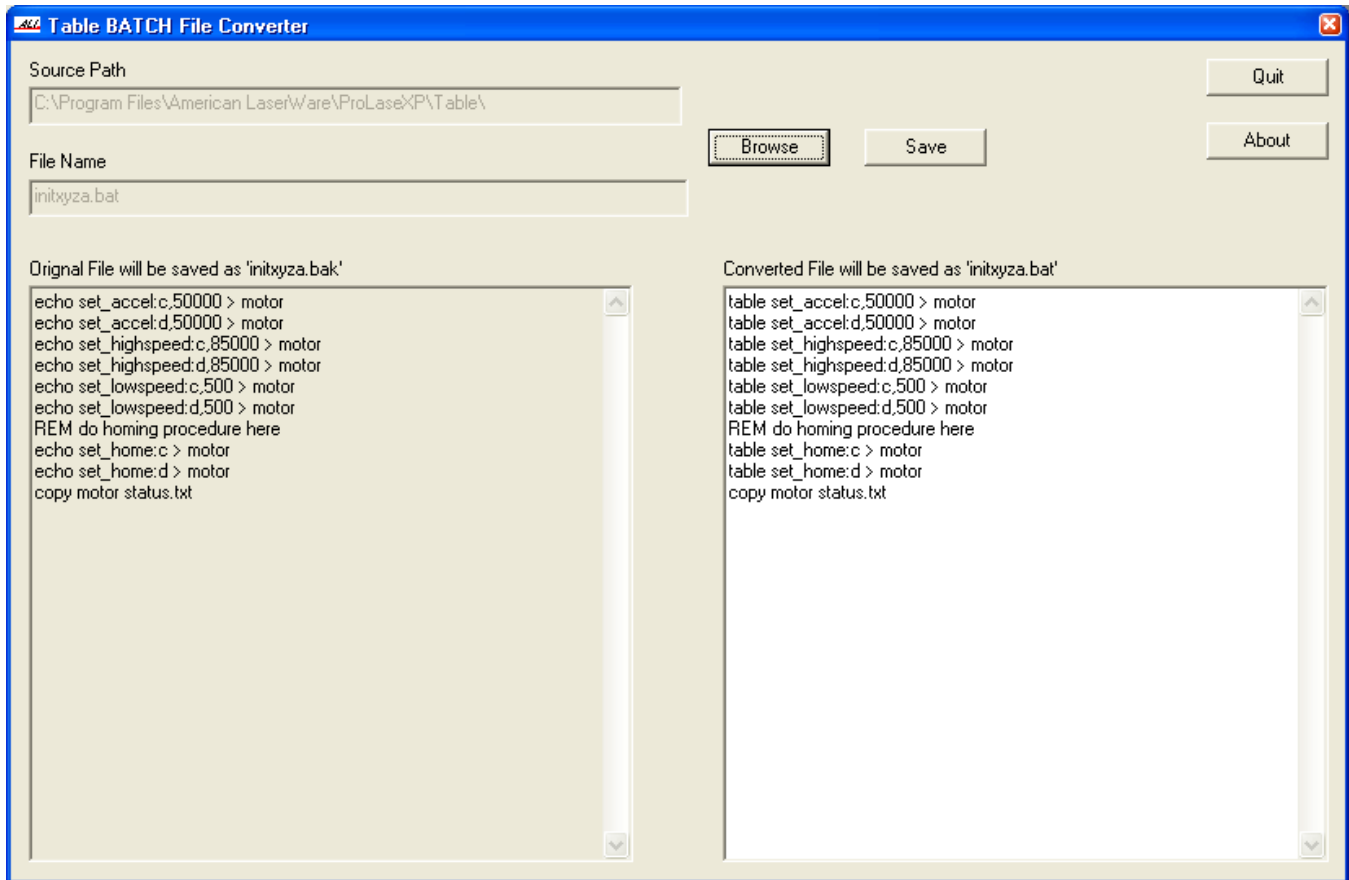 ALI Table BATCH File Converter
Source Path
C:\Program Files\American LaserWare\ProLaseXP\Table\
Quit
Browse
Save
About
File Name
initxyza.bat
Orignal File will be saved as 'initxyza.bak'
echo set_accel:c,50000 > motor
echo set_accel:d,50000 > motor
echo set_highspeed:c,85000 > motor
echo set_highspeed:d,85000 > motor
echo set_lowspeed:c,500 > motor
echo set_lowspeed:d,500 > motor
REM do homing procedure here
echo set_home:c > motor
echo set_home:d > motor
copy motor status.txt
Converted File will be saved as 'initxyza.bat'
table set_accel:c,50000 > motor
table set_accel:d,50000 > motor
table set_highspeed:c,85000 > motor
table set_highspeed:d,85000 > motor
table set_lowspeed:c,500 > motor
table set_lowspeed:d,500 > motor
REM do homing procedure here
table set_home:c > motor
table set_home:d > motor
copy motor status.txt